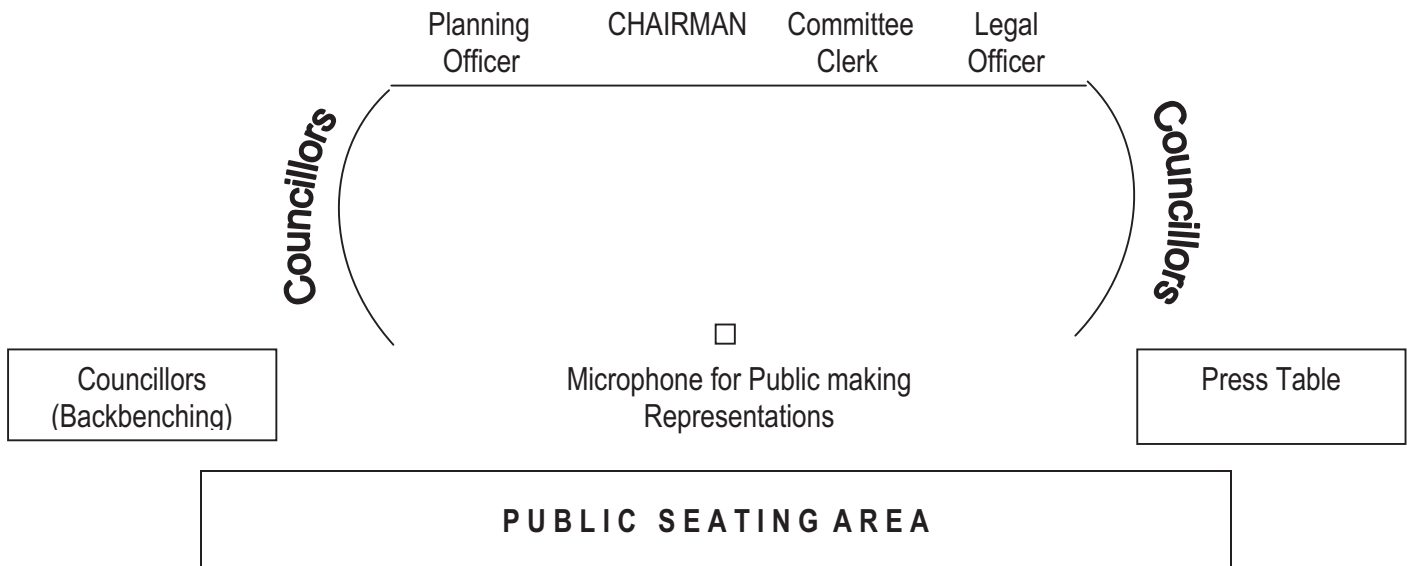 Planning
Officer
CHAIRMAN
Committee
Clerk
Legal
Officer
Councillors
Councillors
Councillors
(Backbenching)
Microphone for Public making
Representations
Press Table
PUBLIC SEATING AREA